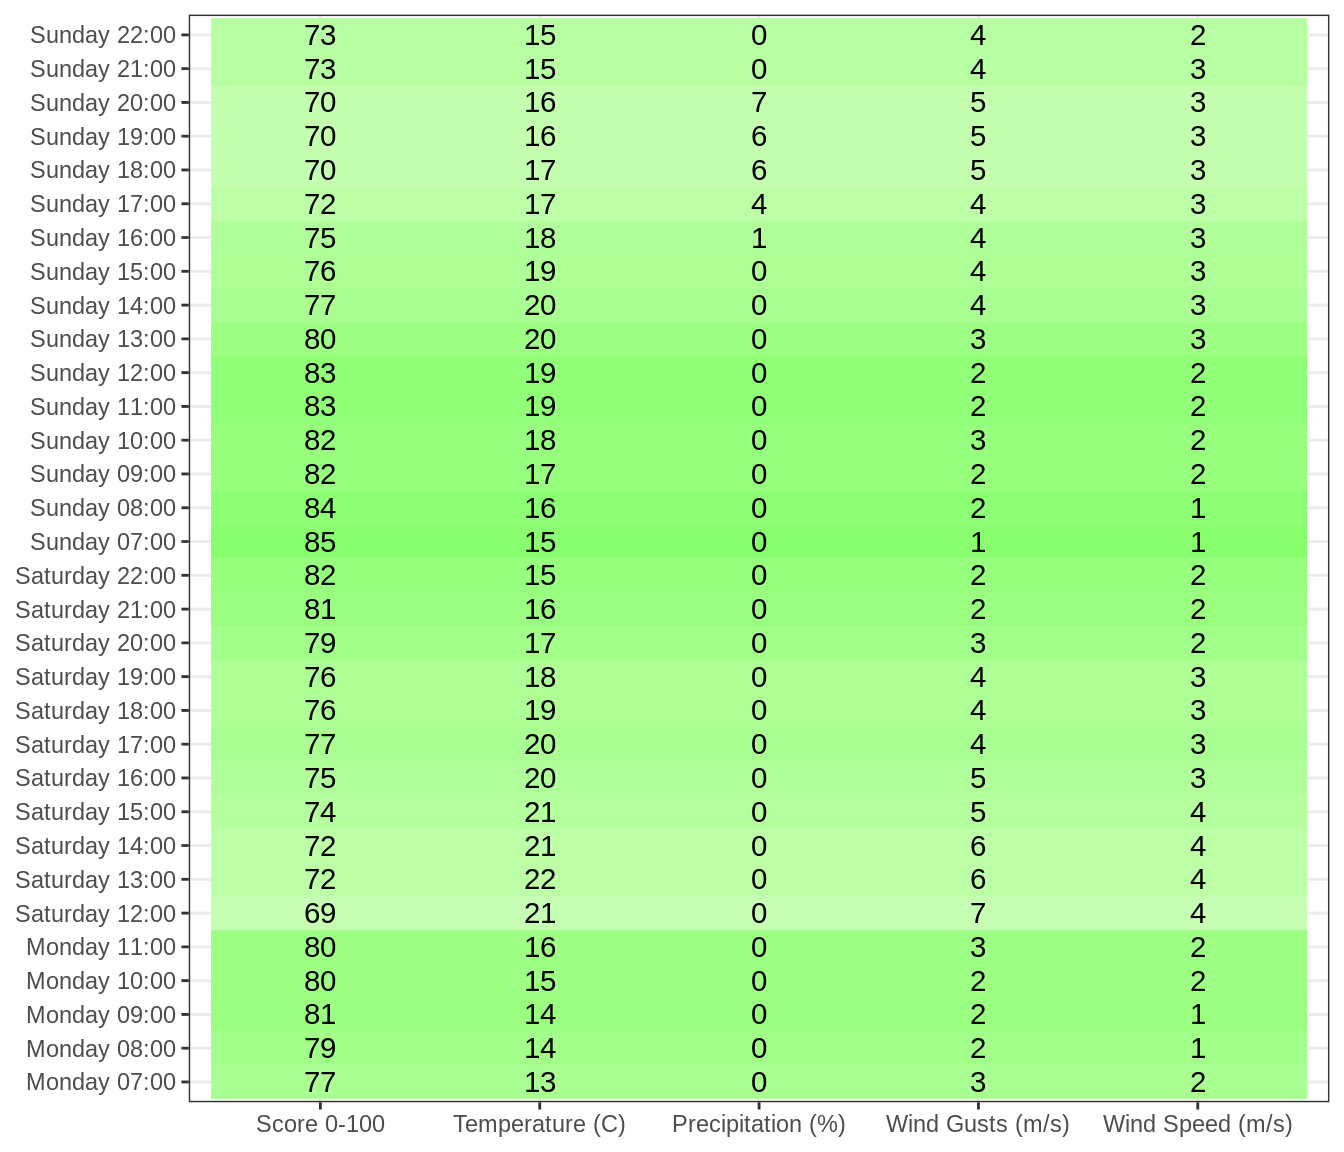 Sunday 22:00 73 15 0 4 2
Sunday 21:00 73 15 0 4 3
Sunday 20:00 70 16 7 5 3
Sunday 19:00 70 16 6 5 3
Sunday 18:00 70 17 6 5 3
Sunday 17:00 72 17 4 4 3
Sunday 16:00 75 18 1 4 3
Sunday 15:00 76 19 0 4 3
Sunday 14:00 77 20 0 4 3
Sunday 13:00 80 20 0 3 3
Sunday 12:00 83 19 0 2 2
Sunday 11:00 83 19 0 2 2
Sunday 10:00 82 18 0 3 2
Sunday 09:00 82 17 0 2 2
Sunday 08:00 84 16 0 2 1
Sunday 07:00 85 15 0 1 1
Saturday 22:00 82 15 0 2 2
Saturday 21:00 81 16 0 2 2
Saturday 20:00 79 17 0 3 2
Saturday 19:00 76 18 0 4 3
Saturday 18:00 76 19 0 4 3
Saturday 17:00 77 20 0 4 3
Saturday 16:00 75 20 0 5 3
Saturday 15:00 74 21 0 5 4
Saturday 14:00 72 21 0 6 4
Saturday 13:00 72 22 0 6 4
Saturday 12:00 69 21 0 7 4
Monday 11:00 80 16 0 3 2
Monday 10:00 80 15 0 2 2
Monday 09:00 81 14 0 2 1
Monday 08:00 79 14 0 2 1
Monday 07:00 77 13 0 3 2
Score 0-100 Temperature (C) Precipitation (%) Wind Gusts (m/s) Wind Speed (m/s)